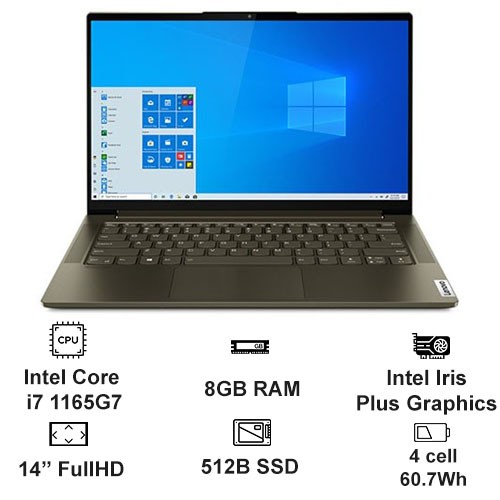 Lenovo
CPU
Intel Core
i7 1165G7
GB
8GB RAM
Intel Iris
Plus Graphics
14” FullHD
512B SSD
4 cell
60.7Wh